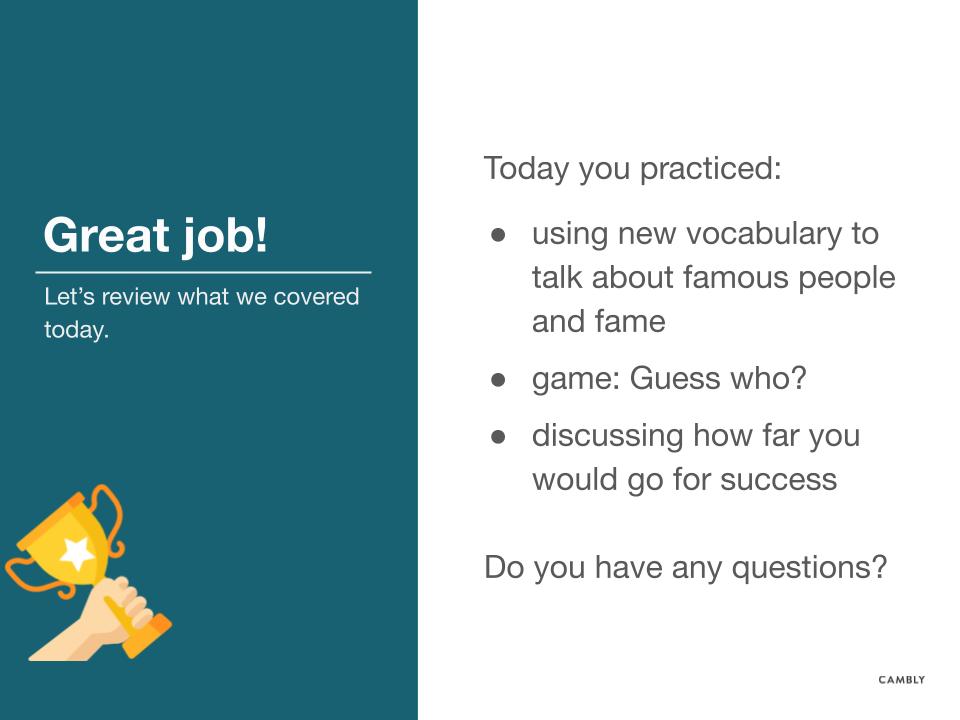 Great job!
Let's review what we covered
today.
Today you practiced:
● using new vocabulary to
talk about famous people
and fame
● game: Guess who?
● discussing how far you
would go for success
Do you have any questions?
CAMBLY